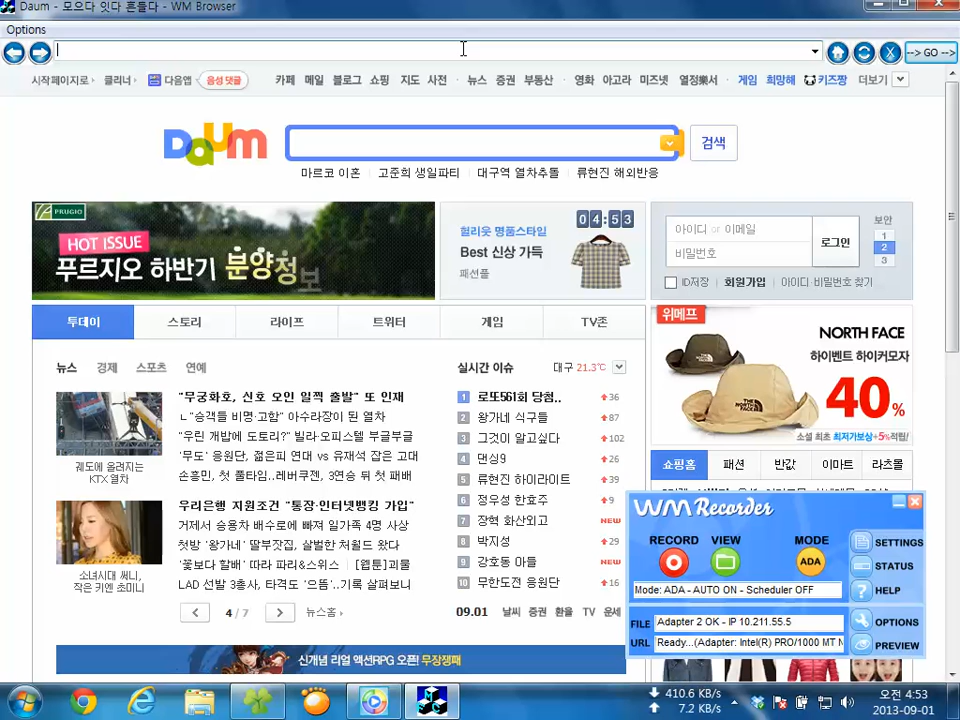 Daum - 모으다 잇다 흔들다 - WM Browser
Options
--> GO -->
시작페이지로 클리너 다음앱 음성 댓글 카페 메일 블로그 쇼핑 지도 사전 뉴스 증권 부동산 영화 아고라 미즈넷 열정樂서 게임 희망해 키즈짱 더보기
Daum
검색
마르코 이혼 고준희 생일파티 대구역 열차추돌 류현진 해외반응
PRUGIO
HOT ISSUE
푸르지오 하반기 분양정보
04:53
헐리웃 명품스타일
Best 신상 가득
패션플
아이디 or 이메일
비밀번호
로그인
보안
1
2
3
ID저장 회원가입 아이디·비밀번호 찾기
투데이 스토리 라이프 트위터 게임 TV존
뉴스 경제 스포츠 연예
궤도에 올려지는
KTX 열차
"무궁화호, 신호 오인 일찍 출발" 또 인재
ㄴ"승객들 비명·고함" 아수라장이 된 열차
"우린 개밥에 도토리?" 빌라·오피스텔 부글부글
'무도' 응원단, 젊은피 연대 vs 유재석 잡은 고대
손흥민, 첫 풀타임..레버쿠젠, 3연승 뒤 첫 패배
소녀시대 써니,
작은 키엔 초미니
우리은행 지원조건 "통장·인터넷뱅킹 가입"
거제서 승용차 배수로에 빠져 일가족 4명 사상
첫방 '왕가네' 딸부잣집, 살벌한 처월드 왔다
'꽃보다 할배' 따라 파리&스위스 [웹툰]괴물
LAD 선발 3총사, 타격도 '으뜸'..기록 살펴보니
4 / 7 뉴스홈
실시간 이슈 대구 21.3℃
1 로또561회 당첨.. 36
2 왕가네 식구들 87
3 그것이 알고싶다 102
4 댄싱9 26
5 류현진 하이라이트 39
6 정우성 한효주 9
7 장혁 화산외고 NEW
8 박지성 29
9 강호동 아들 NEW
10 무한도전 응원단 16
09.01 날씨 증권 환율 TV 운세
위메프
NORTH FACE
하이벤트 하이커모자
40%
소셜 최초 최저가보상+5%적립!
쇼핑홈 패션 반값 이마트 라츠몰
신개념 리얼 액션RPG 오픈! 무장쟁패
WM Recorder
RECORD VIEW MODE
ADA
Mode: ADA - AUTO ON - Scheduler OFF
FILE Adapter 2 OK - IP 10.211.55.5
URL Ready...(Adapter: Intel(R) PRO/1000 MT N
SETTINGS
STATUS
HELP
OPTIONS
PREVIEW
410.6 KB/s
7.2 KB/s
오전 4:53
2013-09-01